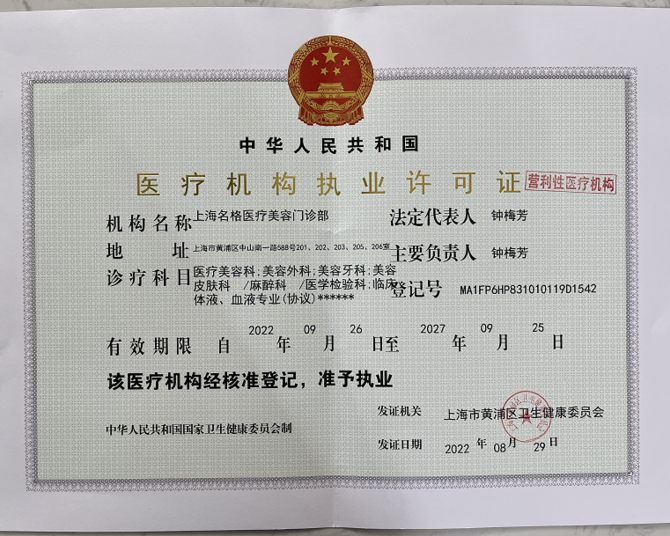 中华人民共和国
医疗机构执业许可证
营利性医疗机构
机构名称 上海名格医疗美容门诊部 法定代表人 钟梅芳
地址 上海市黄浦区中山南一路588号201、202、203、205、206室 主要负责人 钟梅芳
诊疗科目 医疗美容科;美容外科;美容牙科;美容
皮肤科 /麻醉科 /医学检验科;临床
体液、血液专业(协议)****** 登记号 MA1FP6HP831010119D1542
有效期限 自 2022 年 09 月 26 日至 2027 年 09 月 25 日
该医疗机构经核准登记，准予执业
发证机关 上海市黄浦区卫生健康委员会
中华人民共和国国家卫生健康委员会制
发证日期 2022 年 08 月 29 日